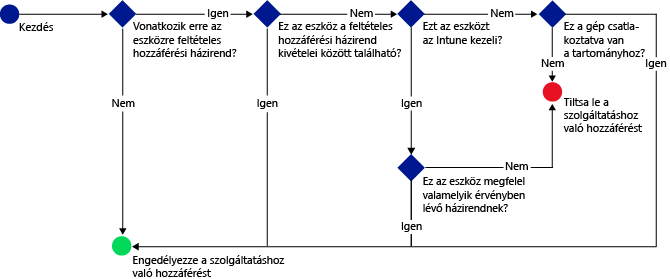 Kezdés
Vonatkozik erre az
eszközre feltételes
hozzáférési házirend?
Igen
Ez az eszköz a feltételes
hozzáférési házirend
kivételei között található?
Nem
Ezt az eszközt
az Intune kezeli?
Nem
Ez a gép csatla-
koztatva van
a tartományhoz?
Nem
Igen
Tiltsa le a
szolgáltatáshoz
való hozzáférést
Nem
Igen
Igen
Nem
Ez az eszköz megfelel
valamelyik érvényben
lévő házirendnek?
Igen
Engedélyezze a szolgáltatáshoz
való hozzáférést